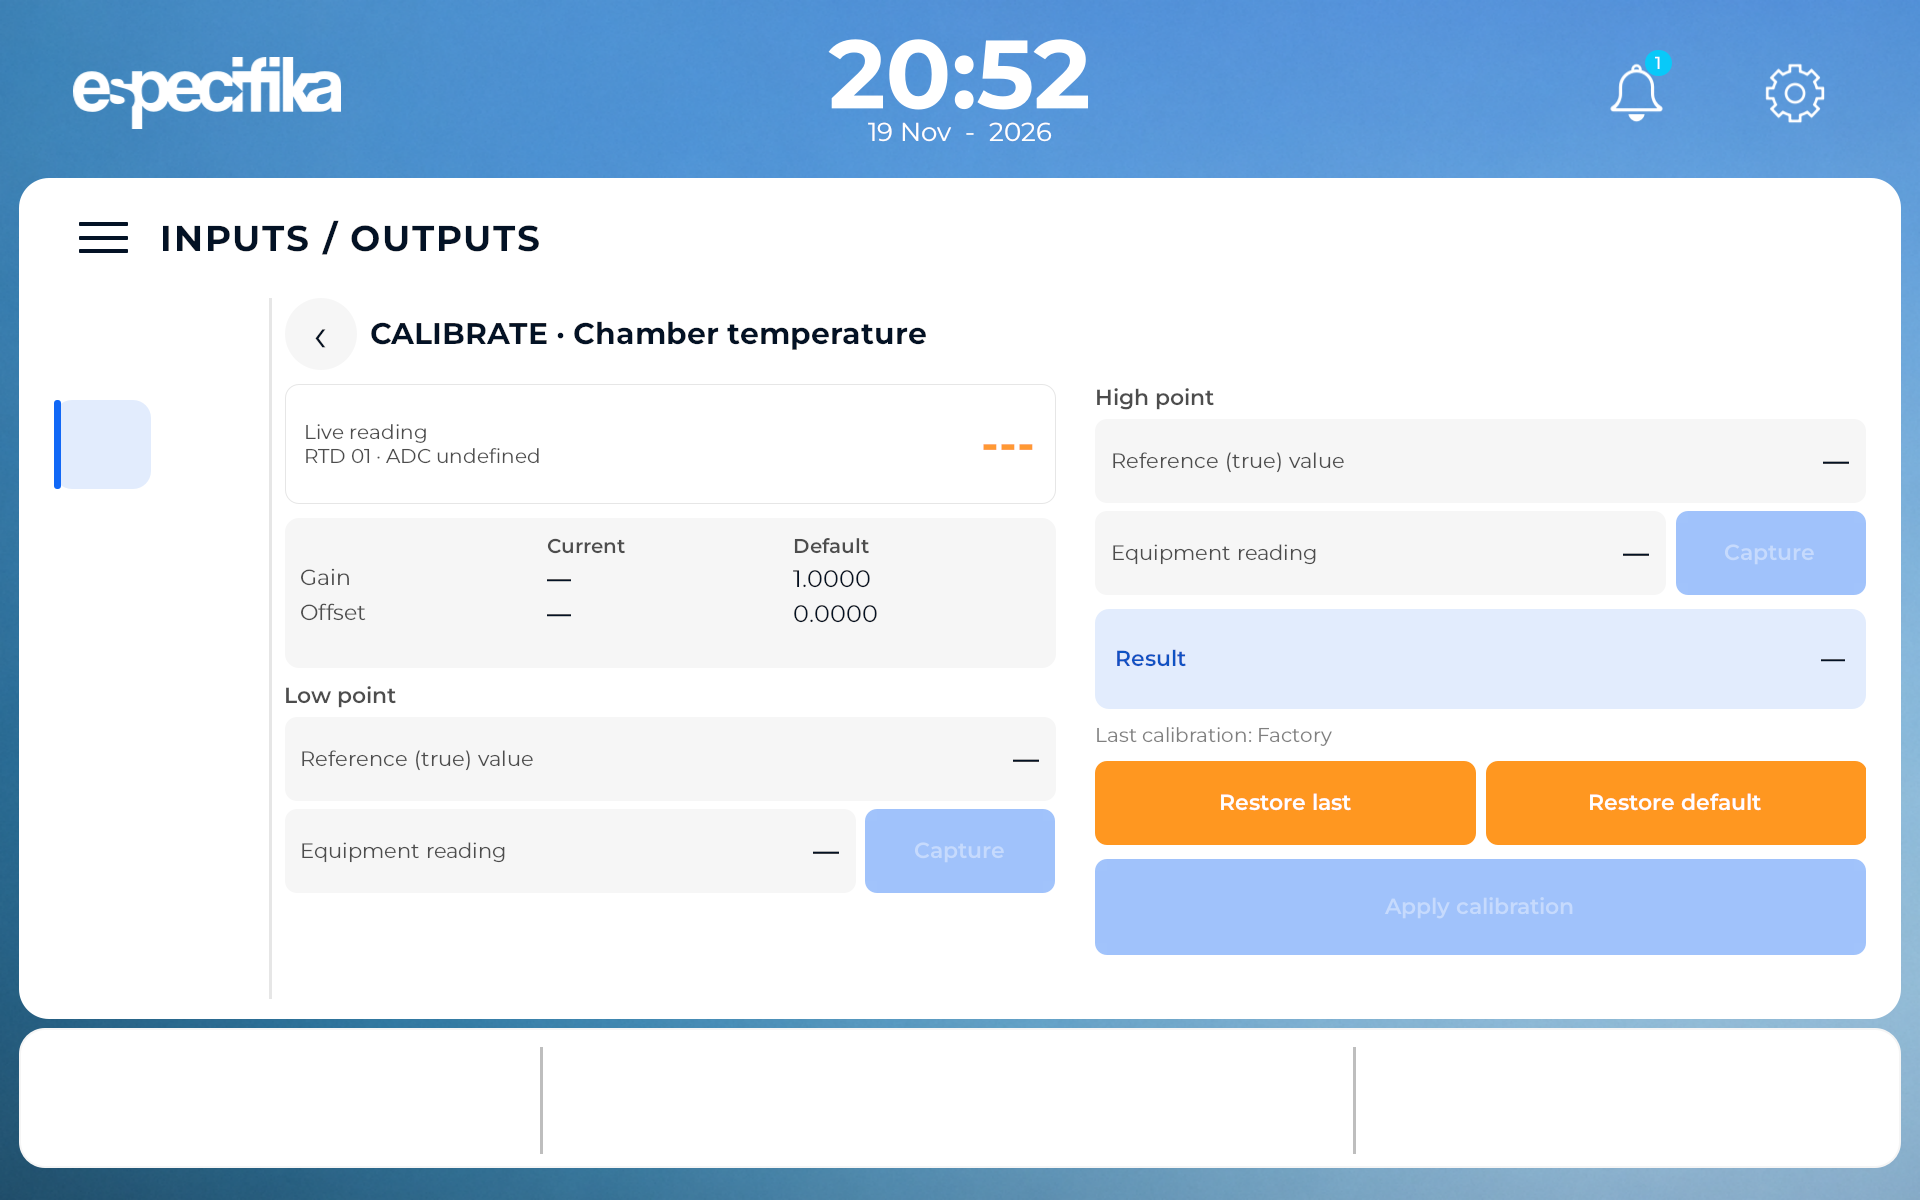 especifika
20:52
19 Nov - 2026
1
INPUTS / OUTPUTS
‹
CALIBRATE · Chamber temperature
Live reading
RTD 01 · ADC undefined
---
Current Default
Gain — 1.0000
Offset — 0.0000
Low point
Reference (true) value —
Equipment reading —
Capture
High point
Reference (true) value —
Equipment reading —
Capture
Result —
Last calibration: Factory
Restore last
Restore default
Apply calibration